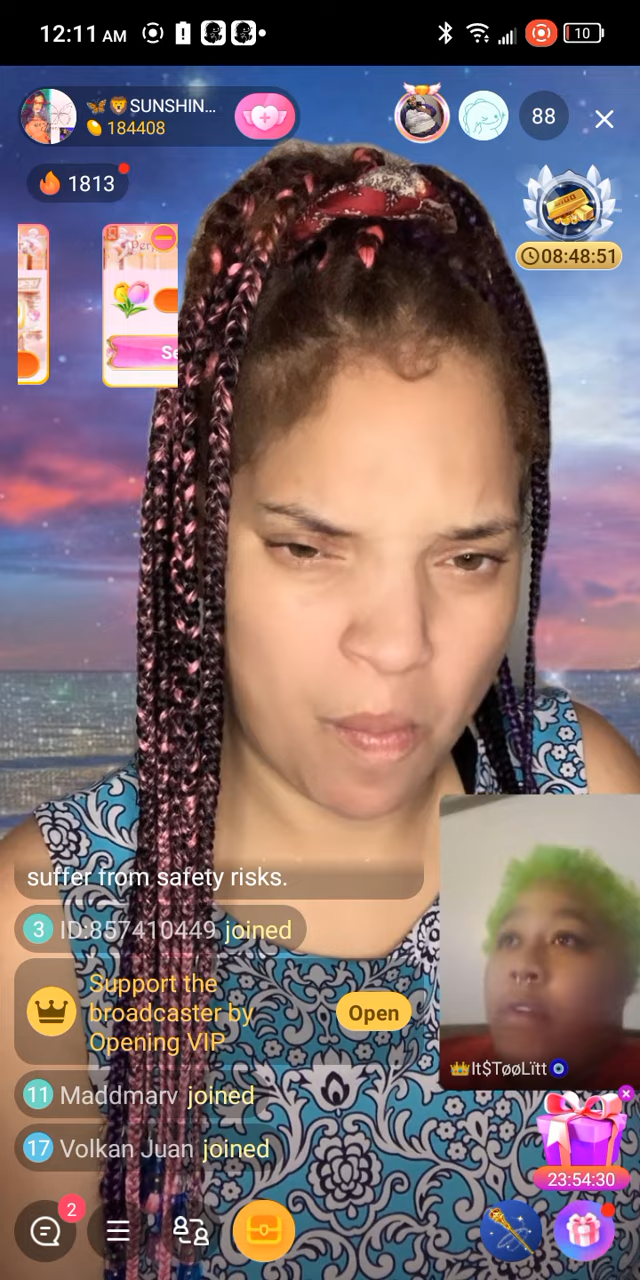 12:11 AM
10
🦋🦁SUNSHIN...
184408
88
1813
08:48:51
suffer from safety risks.
3 ID:857410449 joined
Support the
broadcaster by
Opening VIP
Open
11 Maddmarv joined
17 Volkan Juan joined
👑It$TøøLïtt🧿
23:54:30
2